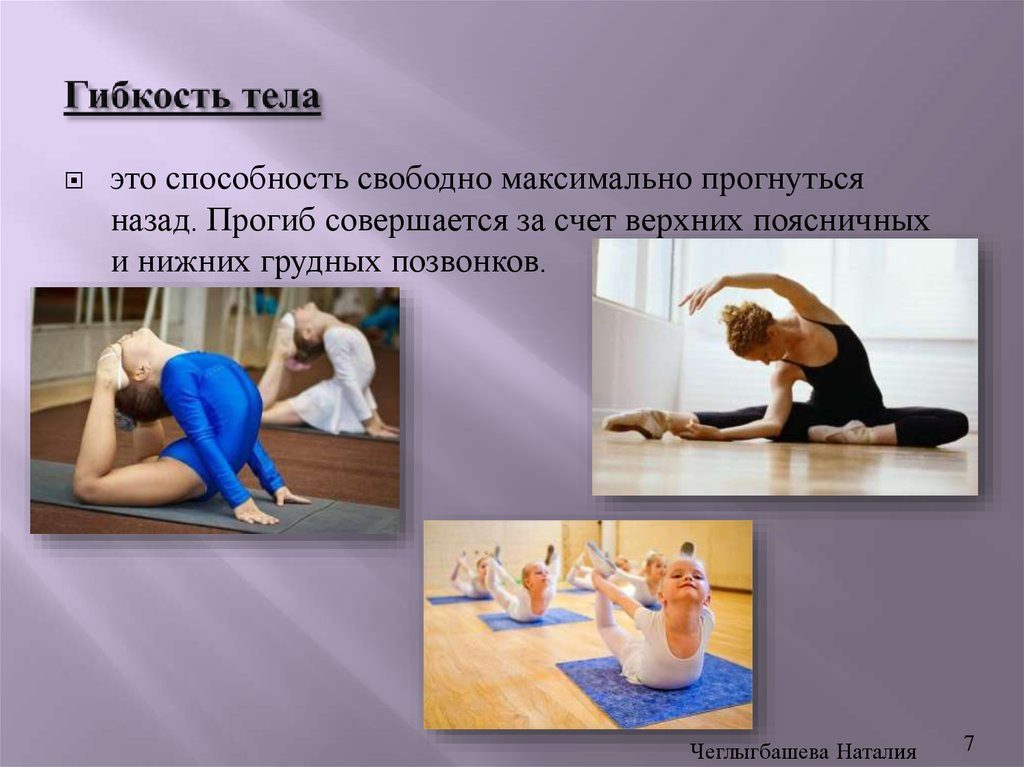 Гибкость тела
это способность свободно максимально прогнуться
назад. Прогиб совершается за счет верхних поясничных
и нижних грудных позвонков.
Чеглыгбашева Наталия
7